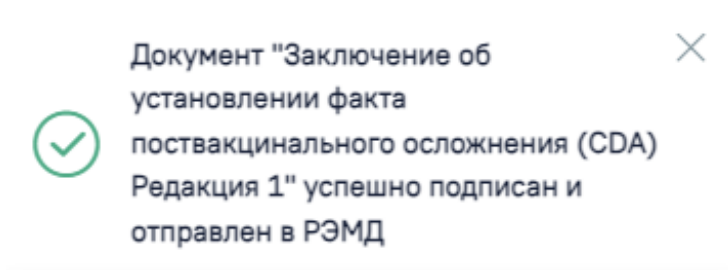 Документ "Заключение об
установлении факта
поствакцинального осложнения (CDA)
Редакция 1" успешно подписан и
отправлен в РЭМД